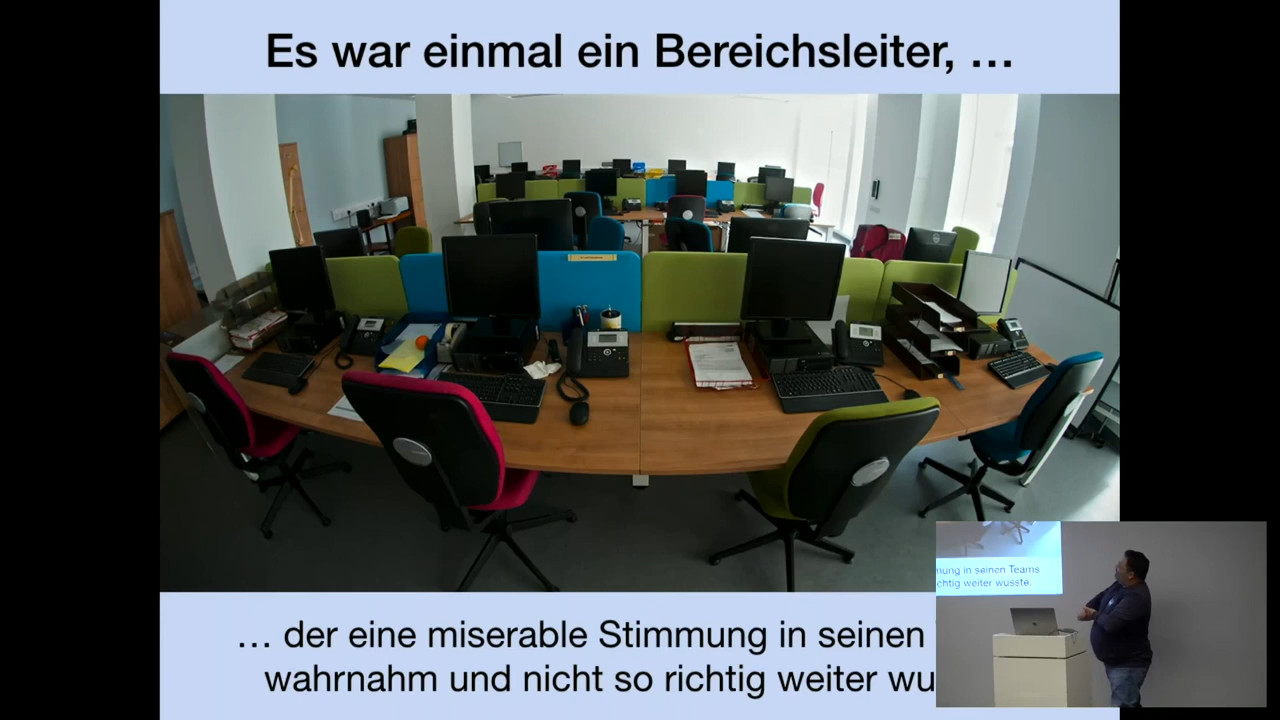 Es war einmal ein Bereichsleiter, …
… der eine miserable Stimmung in seinen
wahrnahm und nicht so richtig weiter wu
mung in seinen Teams
chtig weiter wusste.